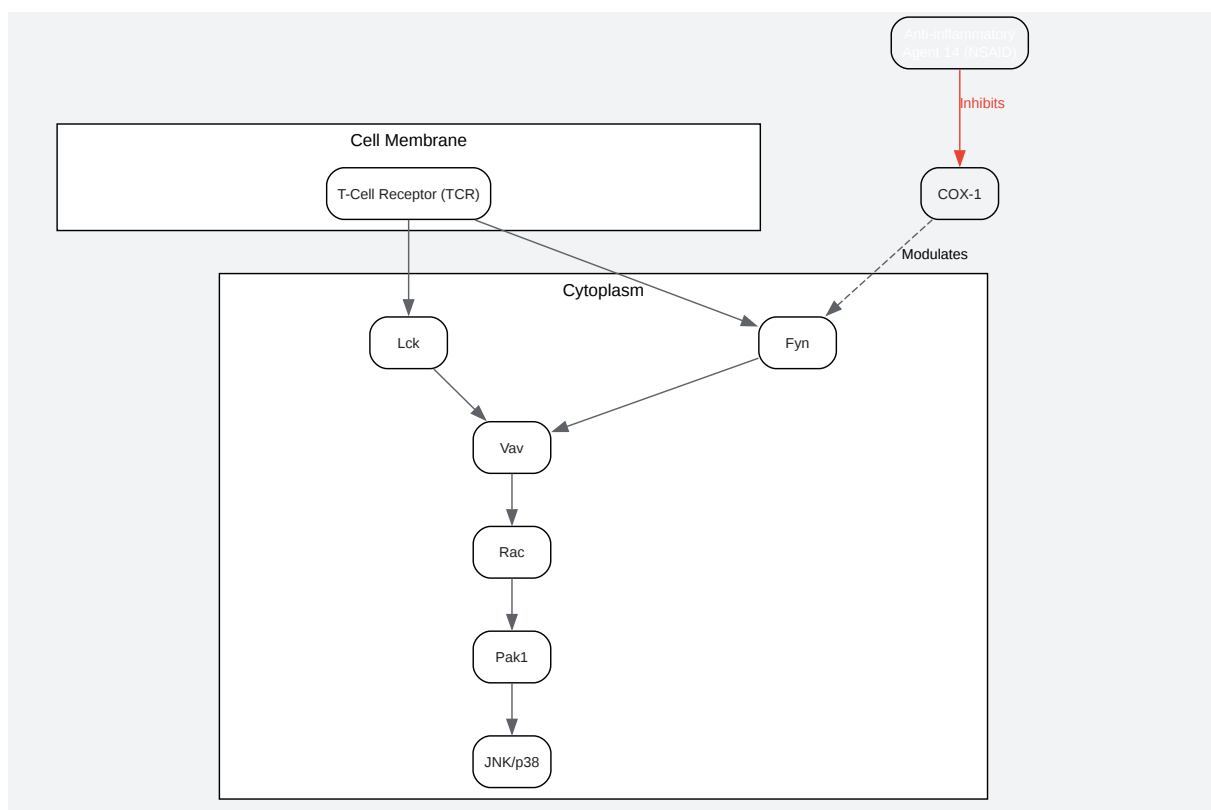 Anti-inflammatory
Agent 14 (NSAID)
Inhibits
Cell Membrane
T-Cell Receptor (TCR)
COX-1
Modulates
Cytoplasm
Lck
Fyn
Vav
Rac
Pak1
JNK/p38